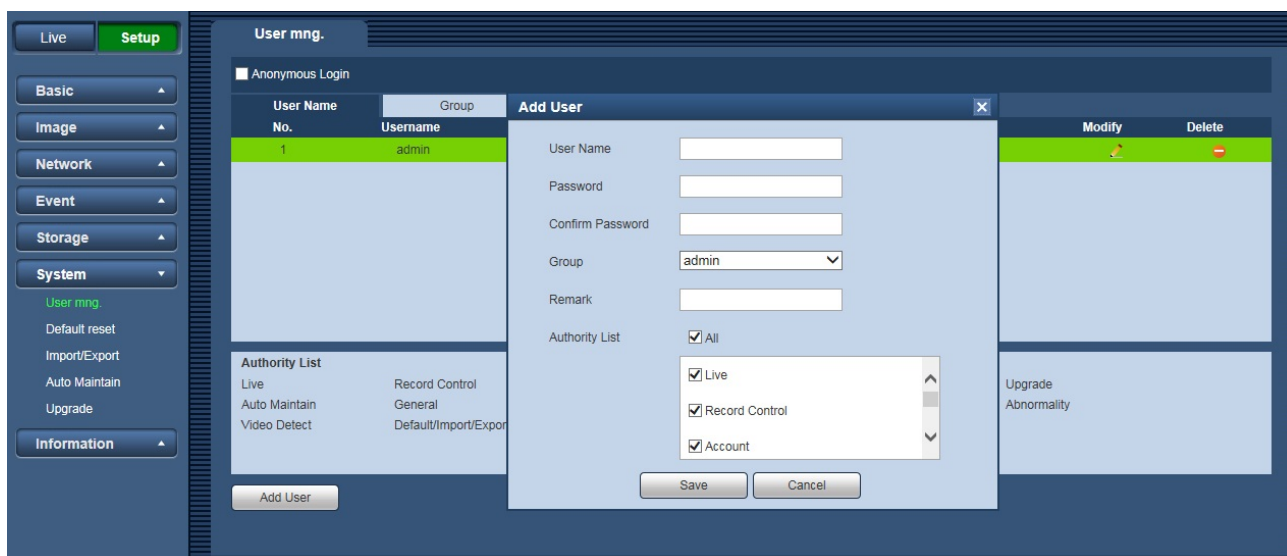 Live Setup
User mng.
Anonymous Login
Basic
Image
Network
Event
Storage
System
User mng.
Default reset
Import/Export
Auto Maintain
Upgrade
Information
User Name Group
No. Username Modify Delete
1 admin
Authority List
Live Record Control Upgrade
Auto Maintain General Abnormality
Video Detect Default/Import/Expor
Add User
Add User
User Name
Password
Confirm Password
Group admin
Remark
Authority List All
Live
Record Control
Account
Save Cancel